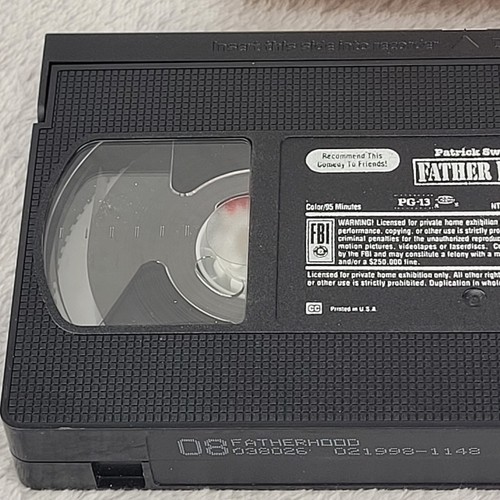 Insert this side into recorder
Recommend This
Comedy To Friends!
Patrick Sw
FATHER
Color/95 Minutes
PG-13
NT
FBI
WARNING! Licensed for private home exhibition
performance, copying, or other use is strictly pro
criminal penalties for the unauthorized reproduc
motion pictures, videotapes or laserdiscs. C
by the FBI and may constitute a felony with a m
and/or a $250,000 fine.
Licensed for private home exhibition only. All other righ
or other use is strictly prohibited. Duplication in whol
CC
Printed in U.S.A.
08 FATHERHOOD
038026 021998-1148